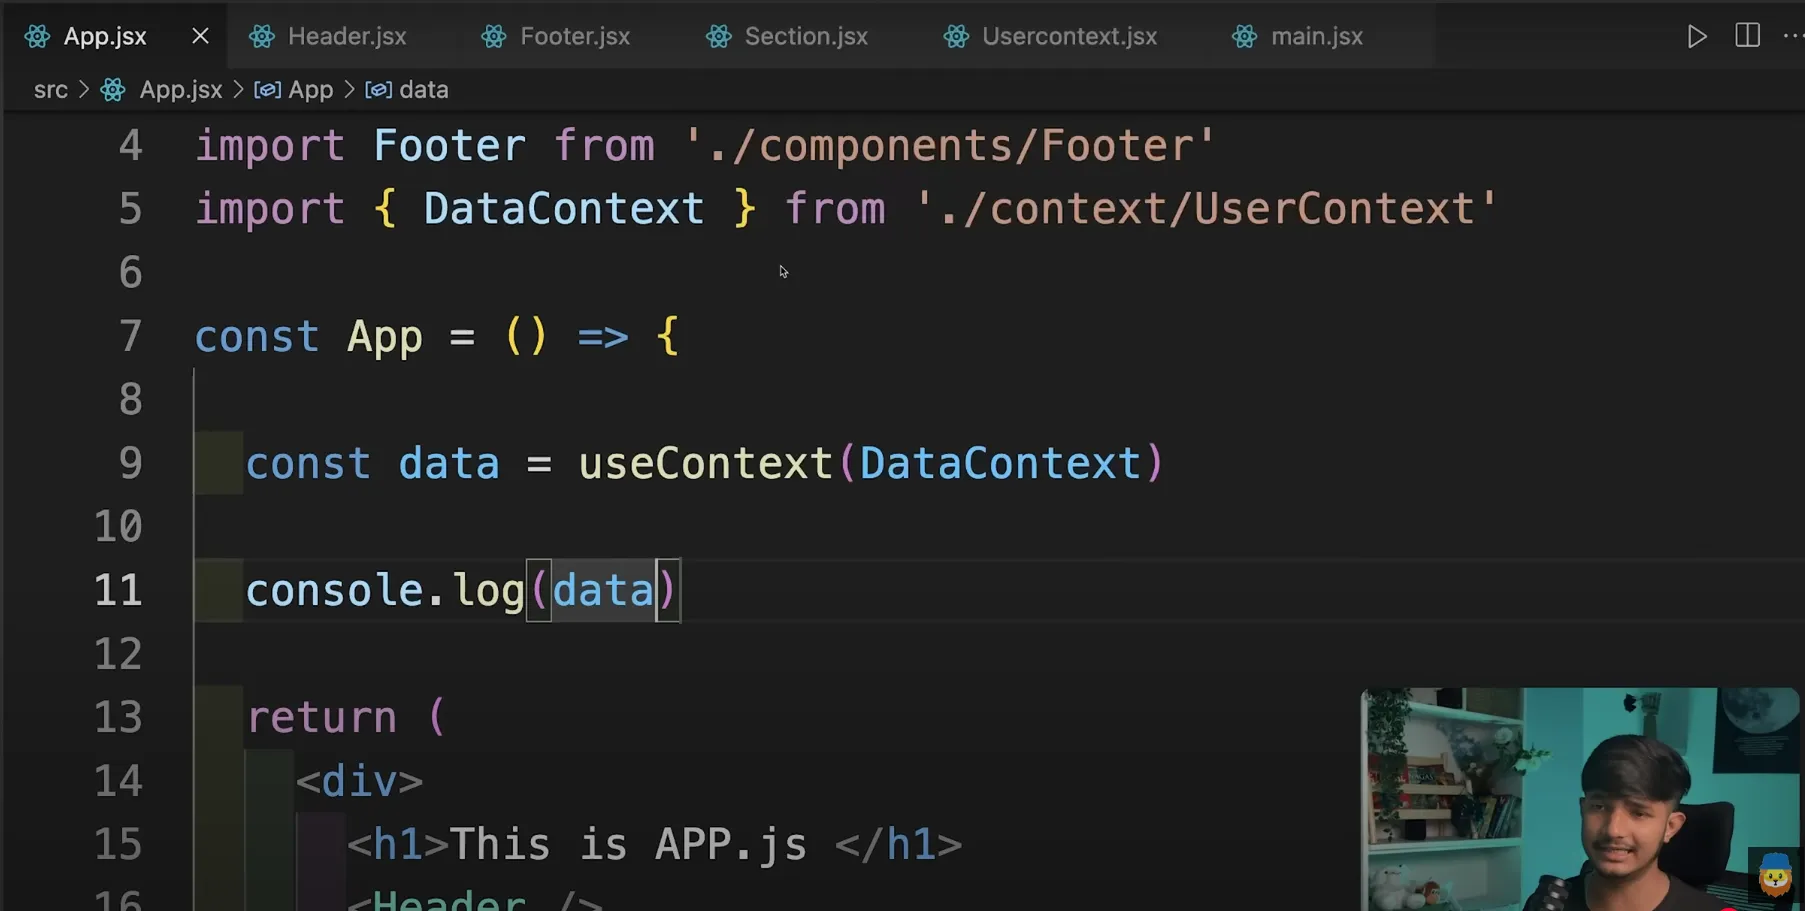 App.jsx
Header.jsx
Footer.jsx
Section.jsx
Usercontext.jsx
main.jsx
src > App.jsx > App > data
4 import Footer from './components/Footer'
5 import { DataContext } from './context/UserContext'
6
7 const App = () => {
8
9 const data = useContext(DataContext)
10
11 console.log(data)
12
13 return (
14 <div>
15 <h1>This is APP.js </h1>
16 <Header />